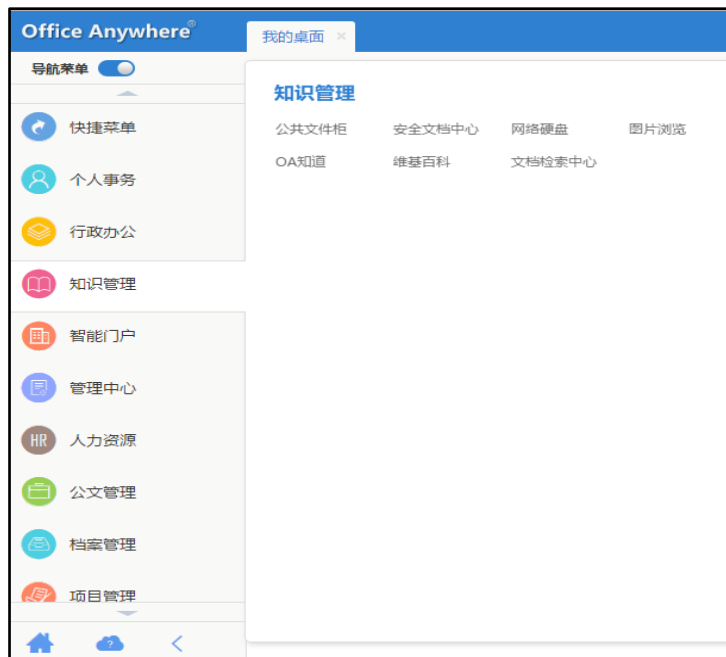 Office Anywhere®
我的桌面 ×
导航菜单
知识管理
公共文件柜 安全文档中心 网络硬盘 图片浏览
OA知道 维基百科 文档检索中心
快捷菜单
个人事务
行政办公
知识管理
智能门户
管理中心
HR 人力资源
公文管理
档案管理
项目管理
?